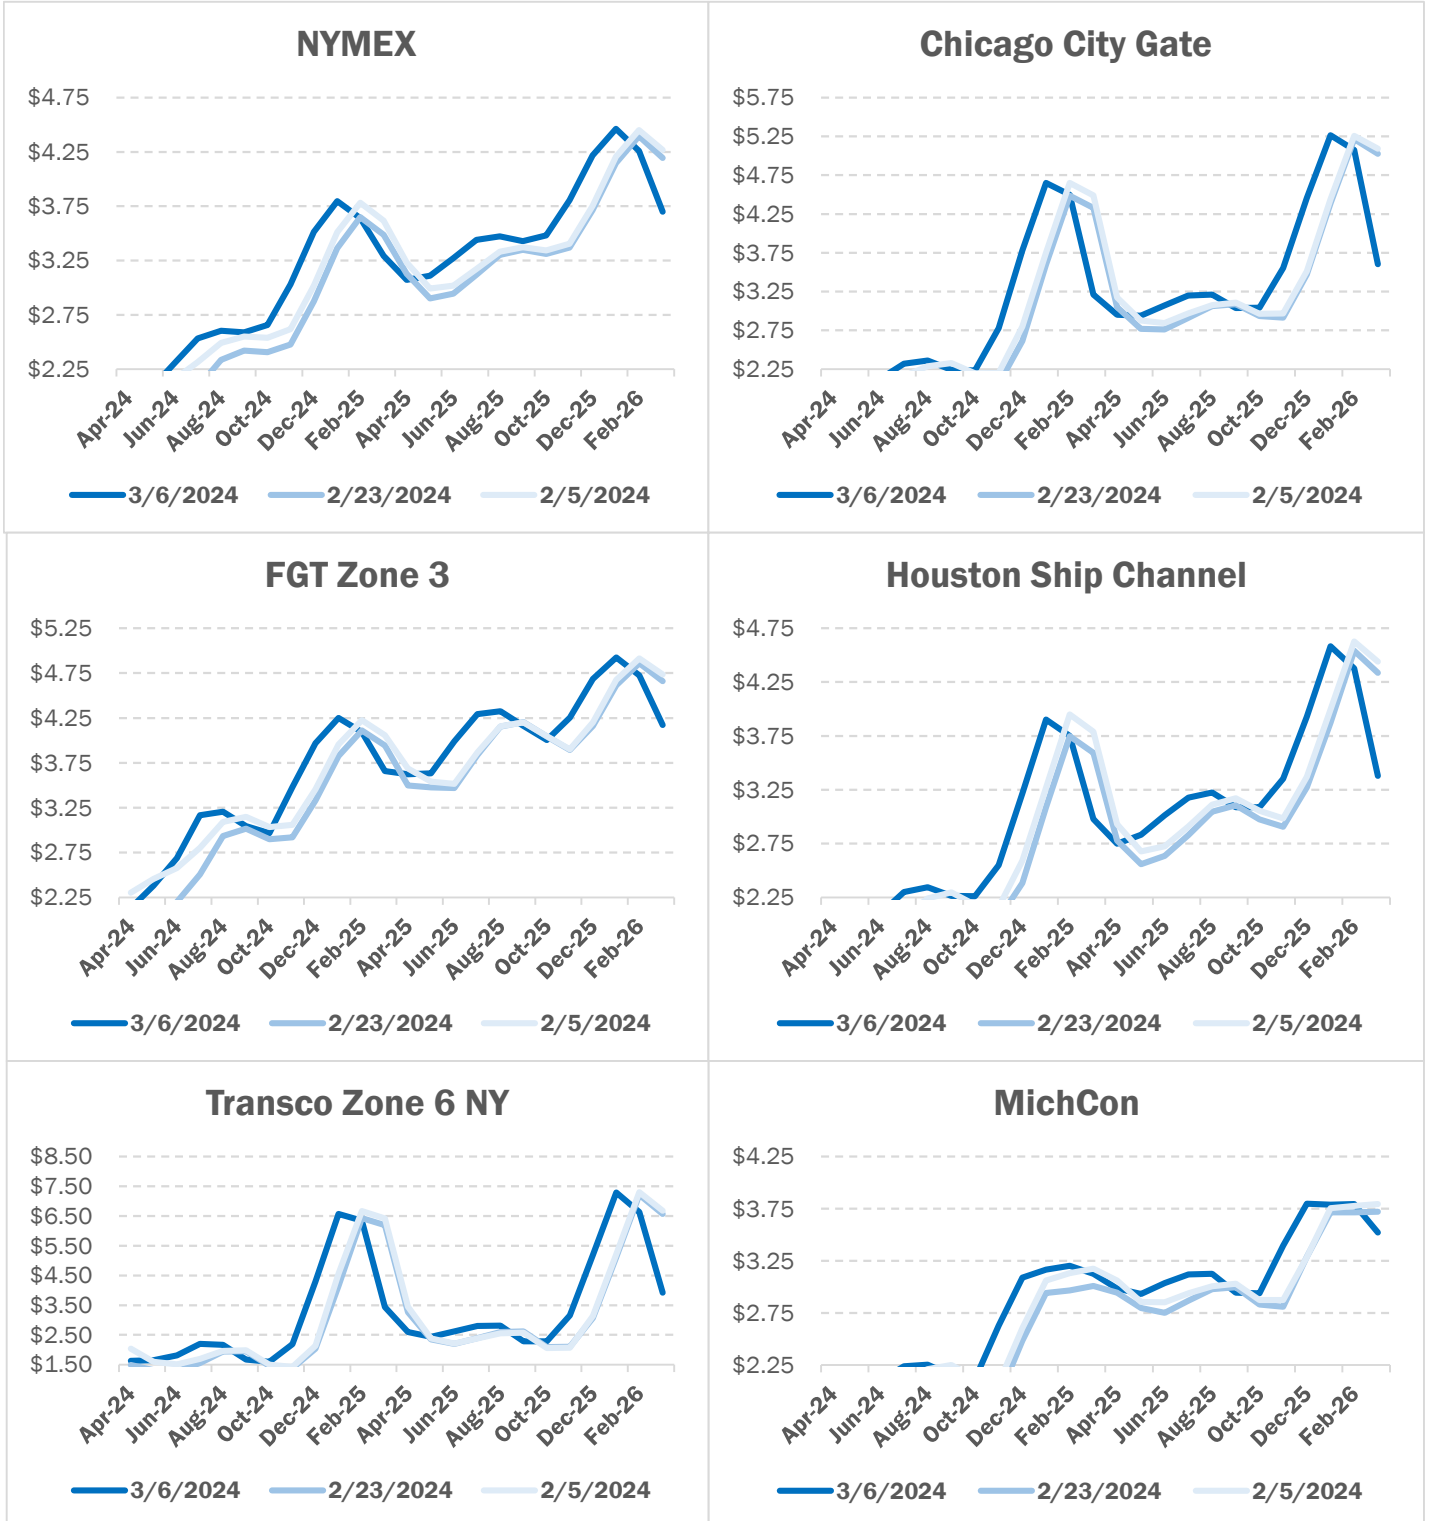 NYMEX
$4.75
$4.25
$3.75
$3.25
$2.75
$2.25
Apr-24 Jun-24 Aug-24 Oct-24 Dec-24 Feb-25 Apr-25 Jun-25 Aug-25 Oct-25 Dec-25 Feb-26
3/6/2024 2/23/2024 2/5/2024
Chicago City Gate
$5.75
$5.25
$4.75
$4.25
$3.75
$3.25
$2.75
$2.25
Apr-24 Jun-24 Aug-24 Oct-24 Dec-24 Feb-25 Apr-25 Jun-25 Aug-25 Oct-25 Dec-25 Feb-26
3/6/2024 2/23/2024 2/5/2024
FGT Zone 3
$5.25
$4.75
$4.25
$3.75
$3.25
$2.75
$2.25
Apr-24 Jun-24 Aug-24 Oct-24 Dec-24 Feb-25 Apr-25 Jun-25 Aug-25 Oct-25 Dec-25 Feb-26
3/6/2024 2/23/2024 2/5/2024
Houston Ship Channel
$4.75
$4.25
$3.75
$3.25
$2.75
$2.25
Apr-24 Jun-24 Aug-24 Oct-24 Dec-24 Feb-25 Apr-25 Jun-25 Aug-25 Oct-25 Dec-25 Feb-26
3/6/2024 2/23/2024 2/5/2024
Transco Zone 6 NY
$8.50
$7.50
$6.50
$5.50
$4.50
$3.50
$2.50
$1.50
Apr-24 Jun-24 Aug-24 Oct-24 Dec-24 Feb-25 Apr-25 Jun-25 Aug-25 Oct-25 Dec-25 Feb-26
3/6/2024 2/23/2024 2/5/2024
MichCon
$4.25
$3.75
$3.25
$2.75
$2.25
Apr-24 Jun-24 Aug-24 Oct-24 Dec-24 Feb-25 Apr-25 Jun-25 Aug-25 Oct-25 Dec-25 Feb-26
3/6/2024 2/23/2024 2/5/2024